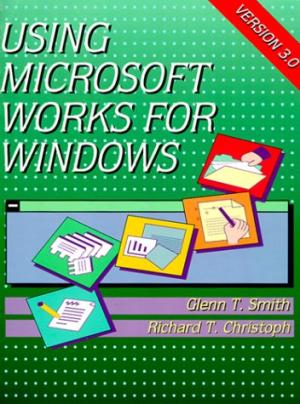 VERSION 3.0
USING
MICROSOFT
WORKS FOR
WINDOWS
Glenn T. Smith
Richard T. Christoph